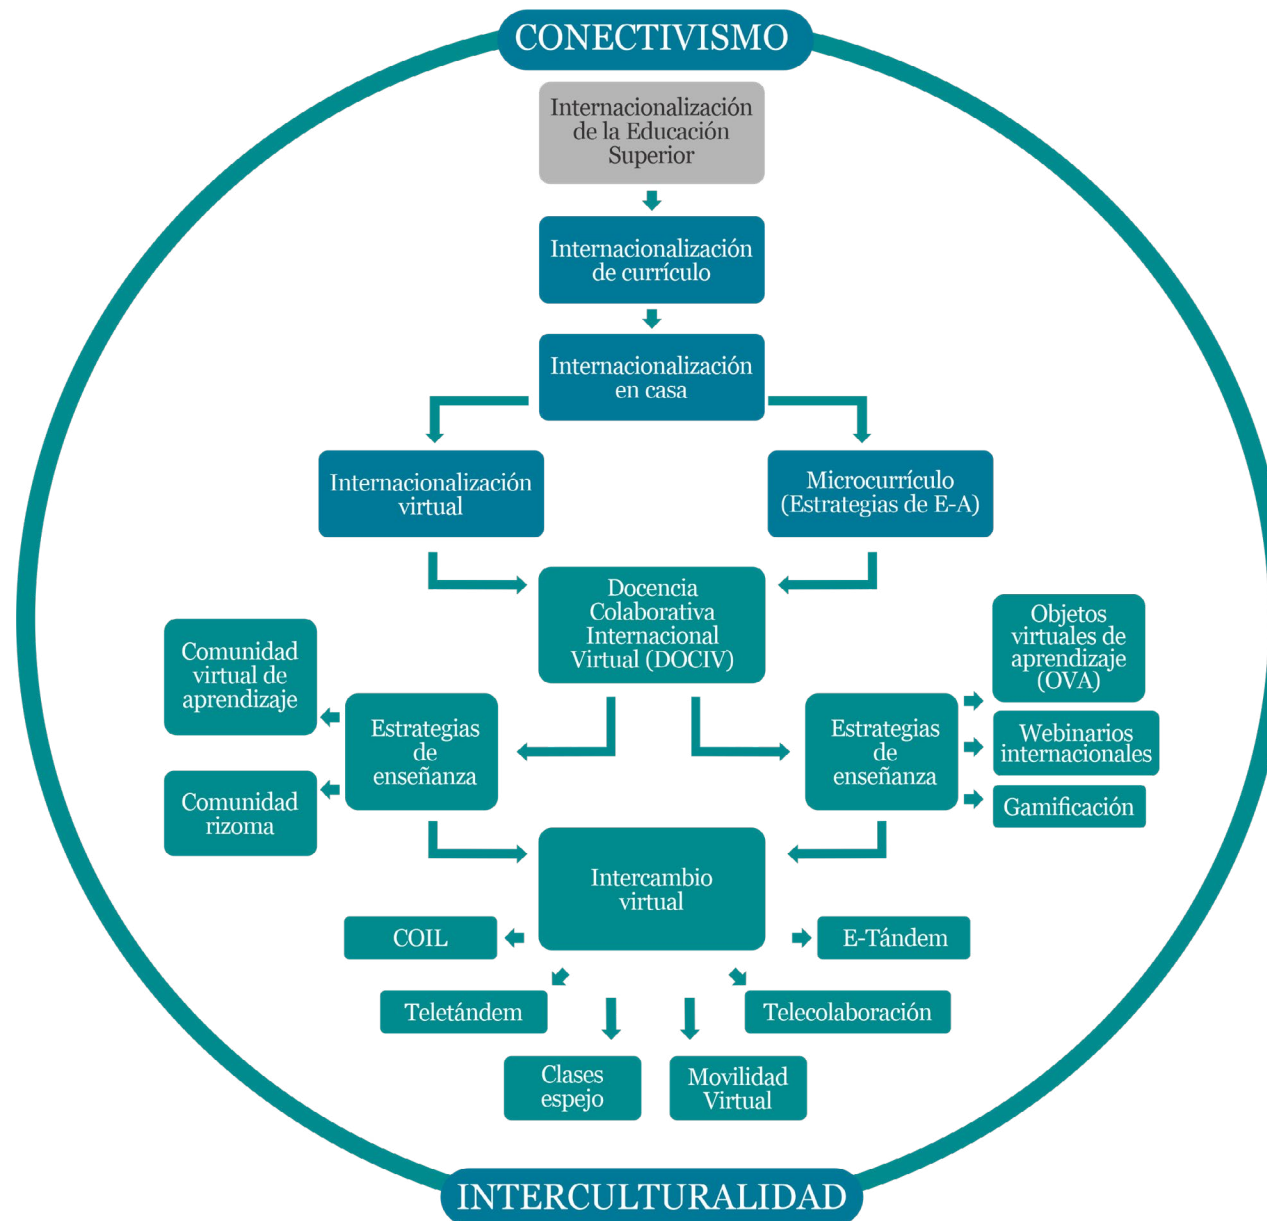 CONECTIVISMO
Internacionalización
de la Educación
Superior
Internacionalización
de currículo
Internacionalización
en casa
Internacionalización
virtual
Microcurrículo
(Estrategias de E-A)
Docencia
Colaborativa
Internacional
Virtual (DOCIV)
Comunidad
virtual de
aprendizaje
Estrategias
de
enseñanza
Comunidad
rizoma
Estrategias
de
enseñanza
Objetos
virtuales de
aprendizaje
(OVA)
Webinarios
internacionales
Gamificación
Intercambio
virtual
COIL
E-Tándem
Teletándem
Telecolaboración
Clases
espejo
Movilidad
Virtual
INTERCULTURALIDAD